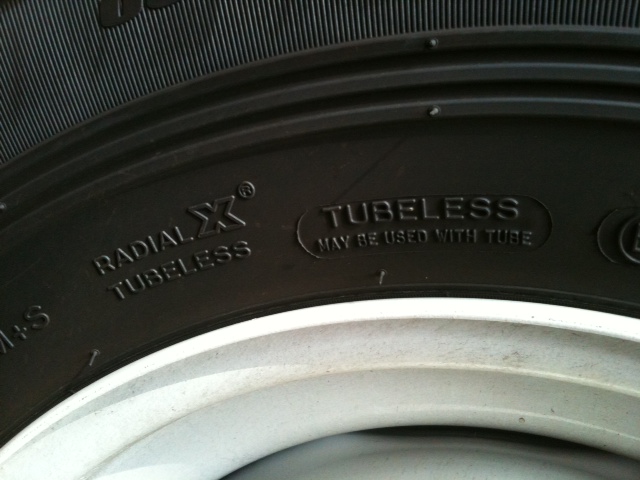 RADIAL X®
TUBELESS
TUBELESS
MAY BE USED WITH TUBE
M+S